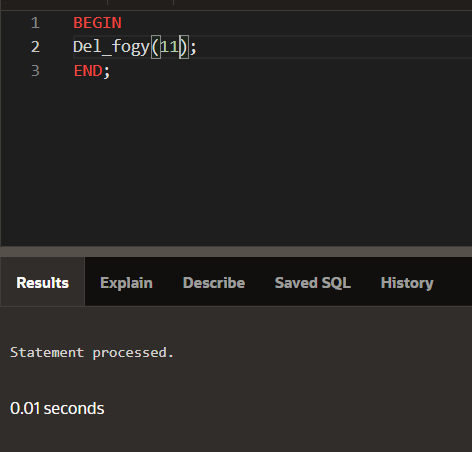 1 BEGIN
2 Del_fogy(11);
3 END;
Results Explain Describe Saved SQL History
Statement processed.
0.01 seconds